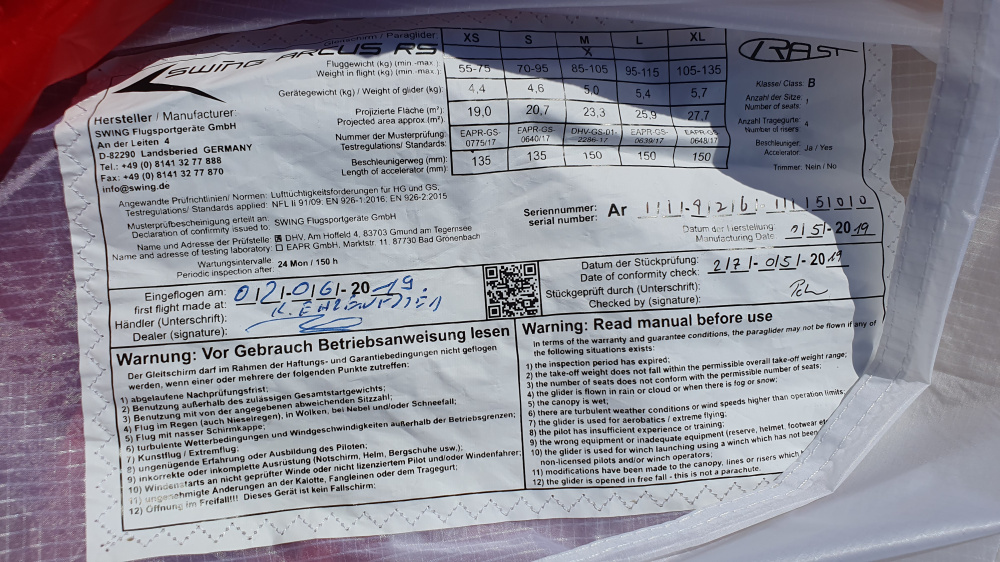 Gleitschirm / Paraglider: XS S M L XL
SWING ARCUS RS X
Fluggewicht (kg) (min -max.):
Weight in flight (kg) (min -max.): 55-75 70-95 85-105 95-115 105-135
Gerätegewicht (kg) / Weight of glider (kg): 4,4 4,6 5,0 5,4 5,7
Projizierte Fläche (m²):
Projected area approx. (m²): 19,0 20,7 23,3 25,9 27,7
Nummer der Musterprüfung:
Testregulations/ Standards: EAPR-GS-0775/17 EAPR-GS-0640/17 DHV-GS-01-2286-17 EAPR-GS-0639/17 EAPR-GS-0648/17
Beschleunigerweg (mm):
Length of accelerator (mm): 135 135 150 150 150
RAST
Klasse/ Class: B
Anzahl der Sitze:
Number of seats: 1
Anzahl Tragegurte:
Number of risers: 4
Beschleuniger:
Accelerator: Ja / Yes
Trimmer: Nein / No
Hersteller / Manufacturer:
SWING Flugsportgeräte GmbH
An der Leiten 4
D-82290 Landsberied GERMANY
Tel.: +49 (0) 8141 32 77 888
Fax: +49 (0) 8141 32 77 870
info@swing.de
Angewandte Prüfrichtlinien/ Normen: Luftüchtigkeitsforderungen für HG und GS;
Testregulations/ Standards applied: NFL II 91/09; EN 926-1:2016, EN 926-2:2015
Musterprüfbescheinigung erteilt an:
Declaration of conformity issued to: SWING Flugsportgeräte GmbH
Name und Adresse der Prüfstelle: DHV, Am Hoffeld 4, 83703 Gmund am Tegernsee
Name and adresse of testing laboratory: EAPR GmbH, Marktstr. 11, 87730 Bad Grönenbach
Wartungsintervalle
Periodic inspection after: 24 Mon / 150 h
Seriennummer:
serial number: Ar
Datum der Herstellung
Manufacturing Date 05-2019
Eingeflogen am:
first flight made at: 02-06-2019
Händler (Unterschrift):
Dealer (signature):
Datum der Stückprüfung:
Date of conformity check: 27-05-2019
Stückgeprüft durch (Unterschrift):
Checked by (signature):
Warnung: Vor Gebrauch Betriebsanweisung lesen
Der Gleitschirm darf im Rahmen der Haftungs- und Garantiebedingungen nicht geflogen
werden, wenn einer oder mehrere der folgenden Punkte zutreffen:
1) abgelaufene Nachprüfungsfrist;
2) Benutzung außerhalb des zulässigen Gesamtstartgewichts;
3) Benutzung mit von der angegebenen abweichenden Sitzzahl;
4) Flug im Regen (auch Nieselregen), in Wolken, bei Nebel und/oder Schneefall;
5) Flug mit nasser Schirmkappe;
6) turbulente Wetterbedingungen und Windgeschwindigkeiten außerhalb der Betriebsgrenzen;
7) Kunstflug / Extremflug;
8) ungenügende Erfahrung oder Ausbildung des Piloten;
9) inkorrekte oder inkomplete Ausrüstung (Notschirm, Helm, Bergschuhe usw.);
10) Windenstarts an nicht geprüfter Winde oder nicht lizenziertem Pilot und/oder Windenfahrer;
11) ungenehmigte Änderungen an der Kalotte, Fangleinen oder dem Tragegurt;
12) Öffnung im Freifall!!! Dieses Gerät ist kein Fallschirm;
Warning: Read manual before use
In terms of the warranty and guarantee conditions, the paraglider may not be flown if any of
the following situations exists:
1) the inspection period has expired;
2) the take-off weight does not fall within the permissible overall take-off weight range;
3) the number of seats does not conform with the permissible number of seats;
4) the glider is flown in rain or cloud or when there is fog or snow;
5) the canopy is wet;
6) there are turbulent weather conditions or wind speeds higher than operation limits;
7) the glider is used for aerobatics / extreme flying;
8) the pilot has insufficient experience or training;
9) the wrong equipment or inadequate equipment (reserve, helmet, footwear
10) the glider is used for winch launching using a winch which has not been
non-licensed pilots and/or winch operators;
11) modifications have been made to the canopy, lines or risers
12) the glider is opened in free fall - this is not a parachute.